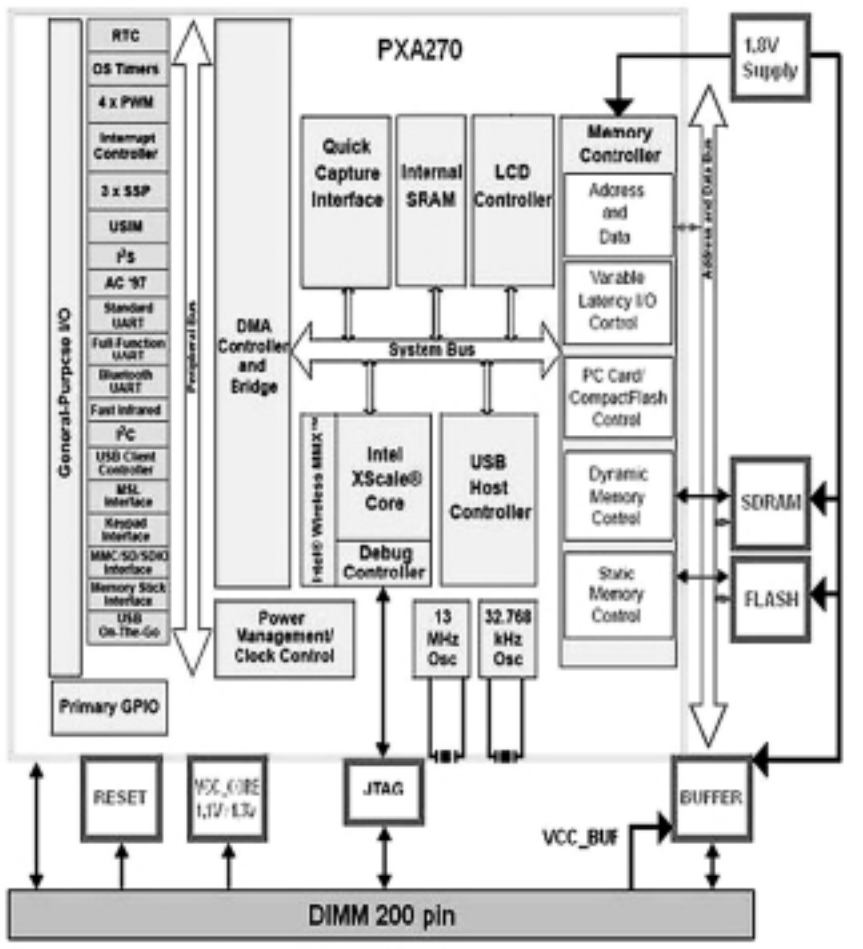 PXA270
1,8V
Supply
General-Purpose I/O
RTC
OS Timers
4 x PWM
Interrupt
Controller
3 x SSP
USIM
I²S
AC '97
Standard
UART
Full-Function
UART
Bluetooth
UART
Fast Infrared
I²C
USB Client
Controller
MSL
Interface
Keypad
Interface
MMC/SD/SDIO
Interface
Memory Stick
Interface
USB
On-The-Go
Primary GPIO
Peripheral Bus
DMA
Controller
and
Bridge
Quick
Capture
Interface
Internal
SRAM
LCD
Controller
System Bus
Intel® Wireless MMX™
Intel
XScale®
Core
Debug
Controller
USB
Host
Controller
Power
Management/
Clock Control
13
MHz
Osc
32.768
kHz
Osc
Memory
Controller
Address
and
Data
Variable
Latency I/O
Control
PC Card/
CompactFlash
Control
Dynamic
Memory
Control
Static
Memory
Control
Address and Data Bus
SDRAM
FLASH
RESET
VCC_CORE
JTAG
BUFFER
VCC_BUF
DIMM 200 pin